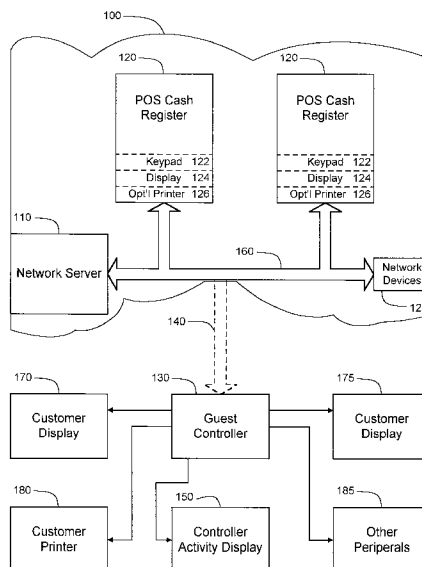 100
120
120
POS Cash
Register
POS Cash
Register
Keypad 122
Keypad 122
Display 124
Display 124
Opt'l Printer 126
Opt'l Printer 126
110
160
Network Server
Network
Devices
12
140
170
130
175
Customer
Display
Guest
Controller
Customer
Display
180
150
185
Customer
Printer
Controller
Activity Display
Other
Periperals